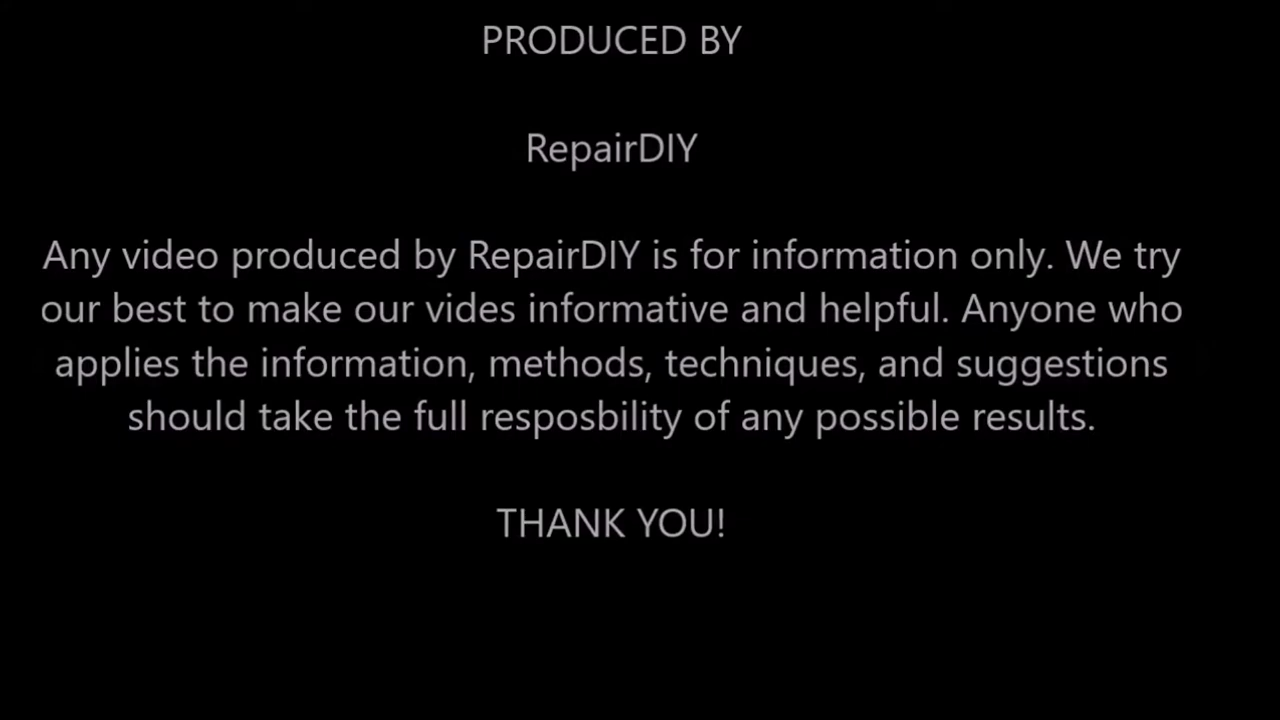 PRODUCED BY
RepairDIY
Any video produced by RepairDIY is for information only. We try
our best to make our vides informative and helpful. Anyone who
applies the information, methods, techniques, and suggestions
should take the full resposbility of any possible results.
THANK YOU!